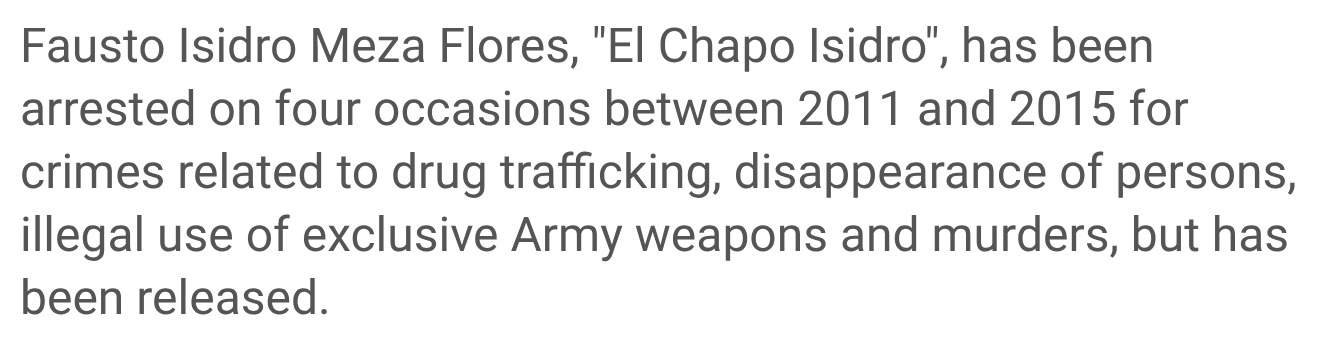 Fausto Isidro Meza Flores, "El Chapo Isidro", has been
arrested on four occasions between 2011 and 2015 for
crimes related to drug trafficking, disappearance of persons,
illegal use of exclusive Army weapons and murders, but has
been released.